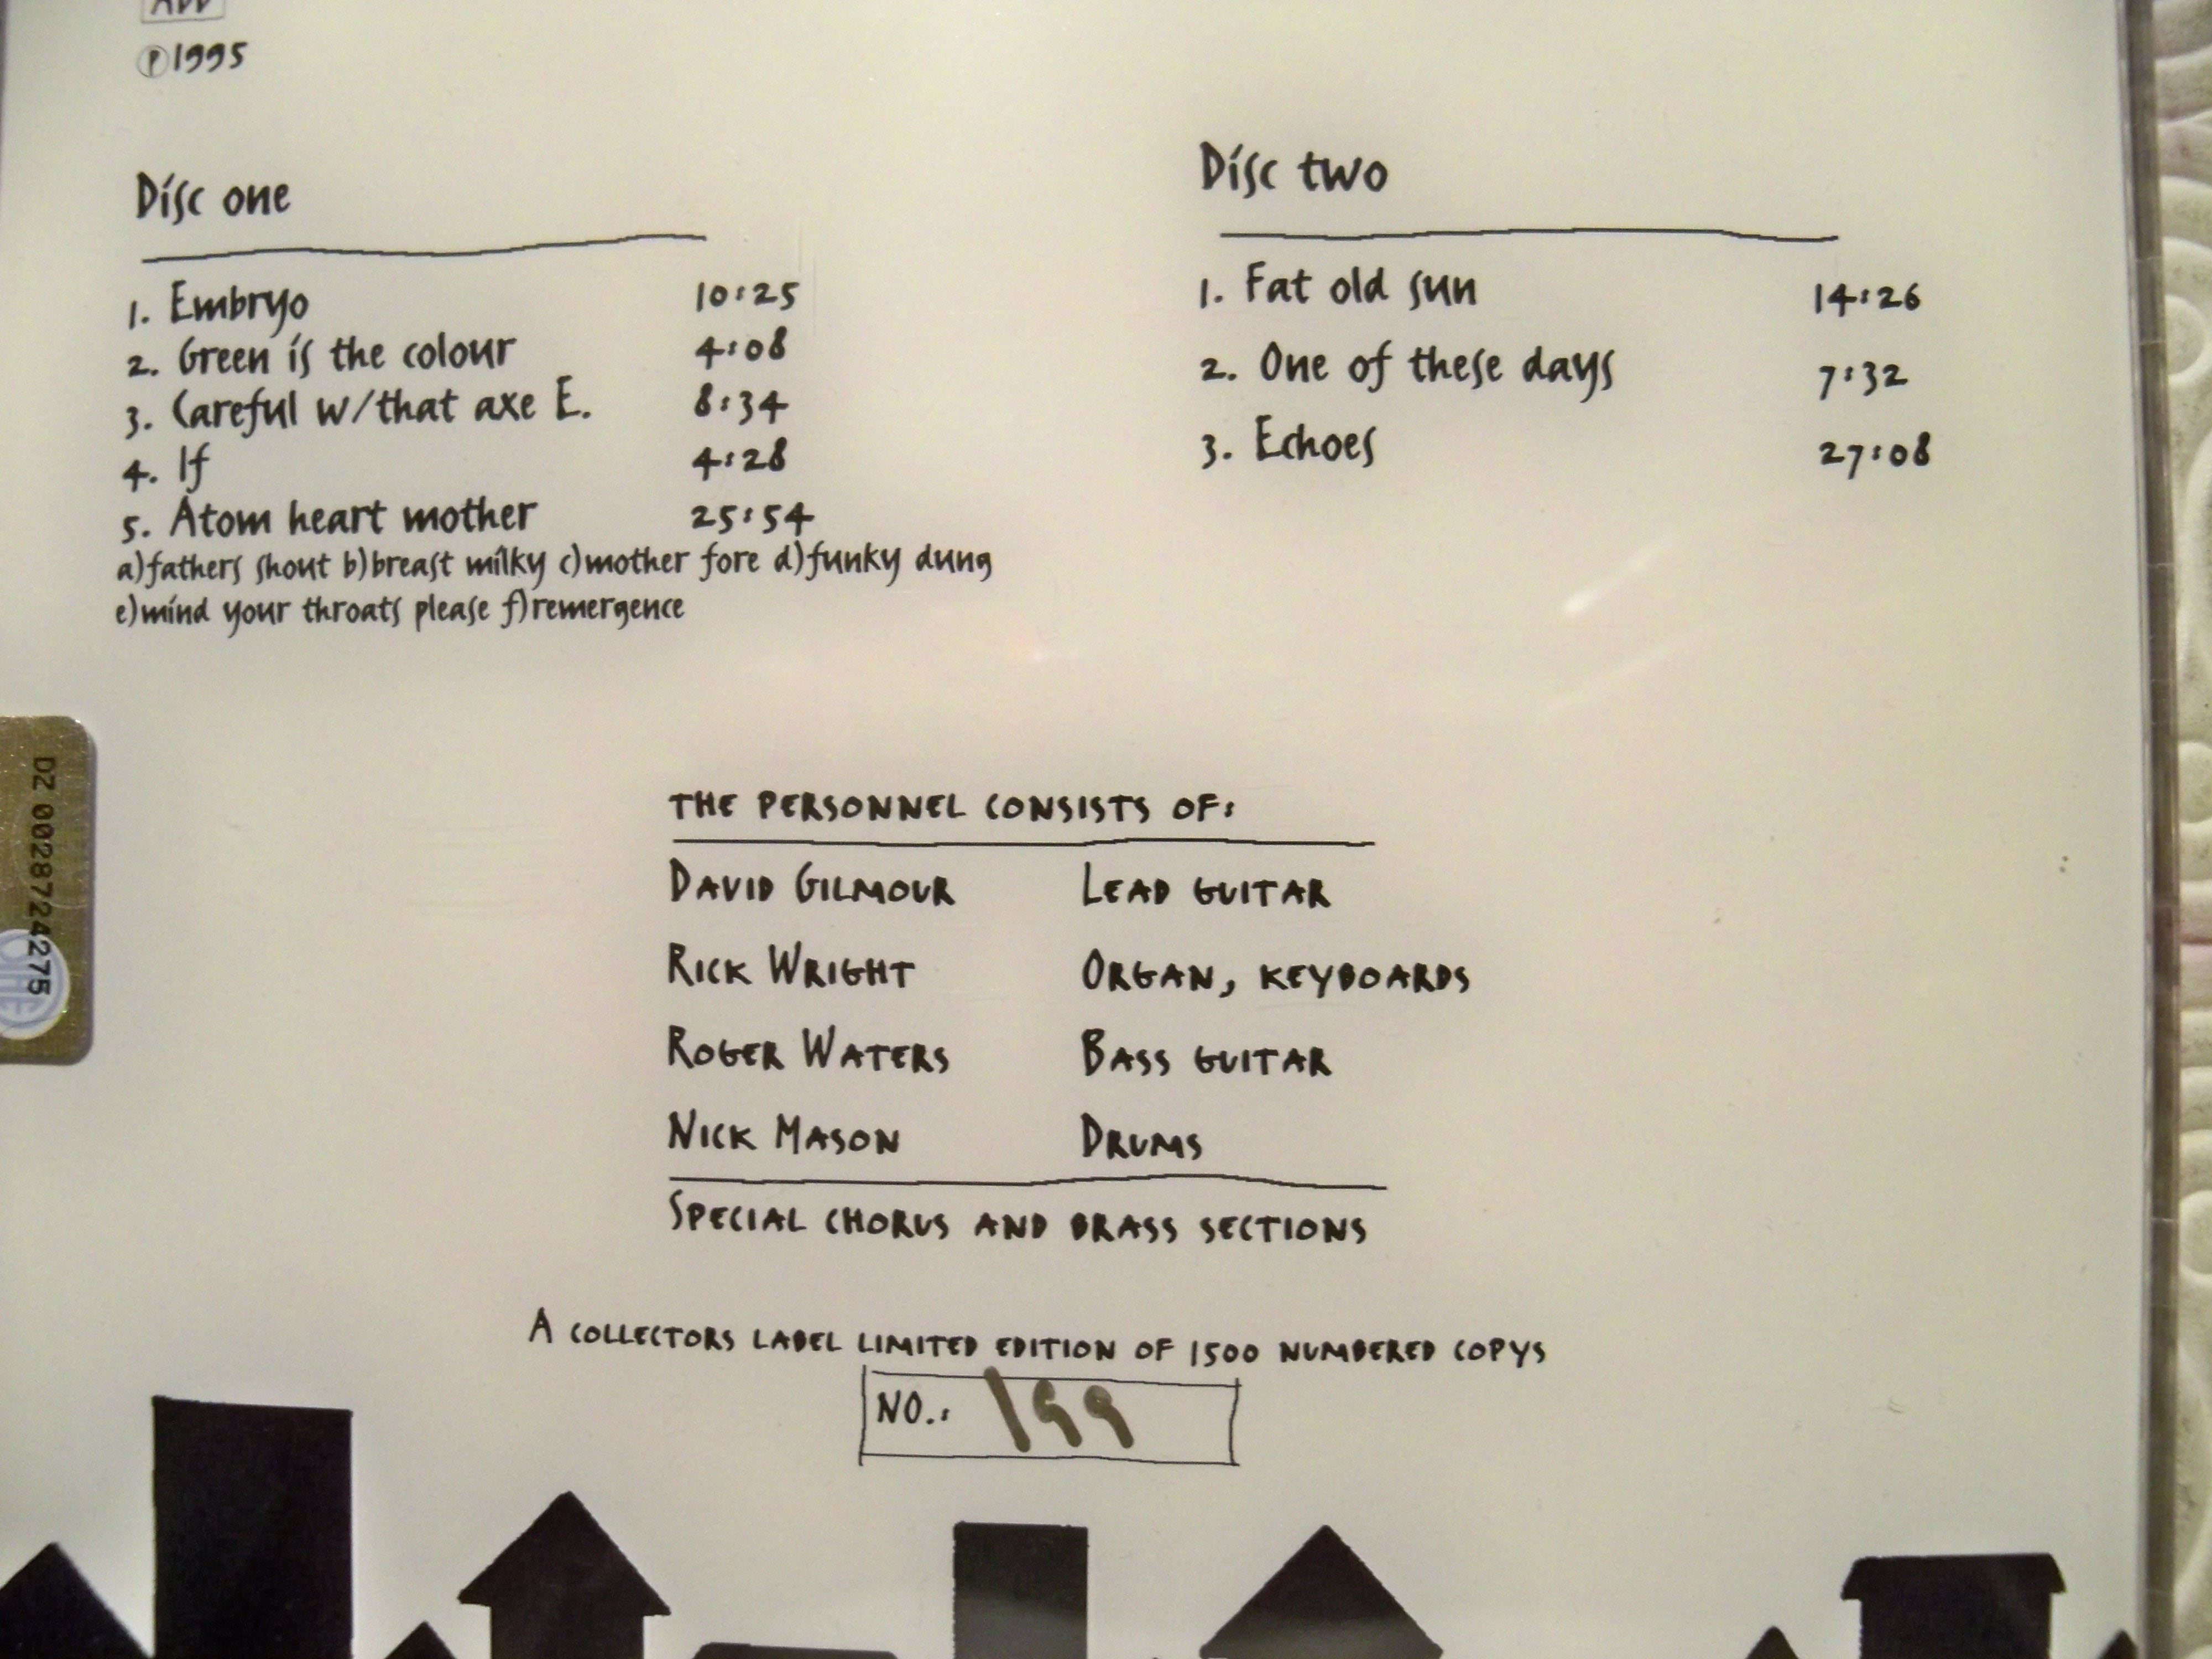 ADD
℗1995
Disc one
1. Embryo 10:25
2. Green is the colour 4:08
3. Careful w/that axe E. 8:34
4. If 4:28
5. Atom heart mother 25:54
a)fathers shout b)breast milky c)mother fore d)funky dung
e)mind your throats please f)remergence
Disc two
1. Fat old sun 14:26
2. One of these days 7:32
3. Echoes 27:08
DZ 0028724275
THE PERSONNEL CONSISTS OF:
DAVID GILMOUR LEAD GUITAR
RICK WRIGHT ORGAN, KEYBOARDS
ROGER WATERS BASS GUITAR
NICK MASON DRUMS
SPECIAL CHORUS AND BRASS SECTIONS
A COLLECTORS LABEL LIMITED EDITION OF 1500 NUMBERED COPYS
NO.: 199